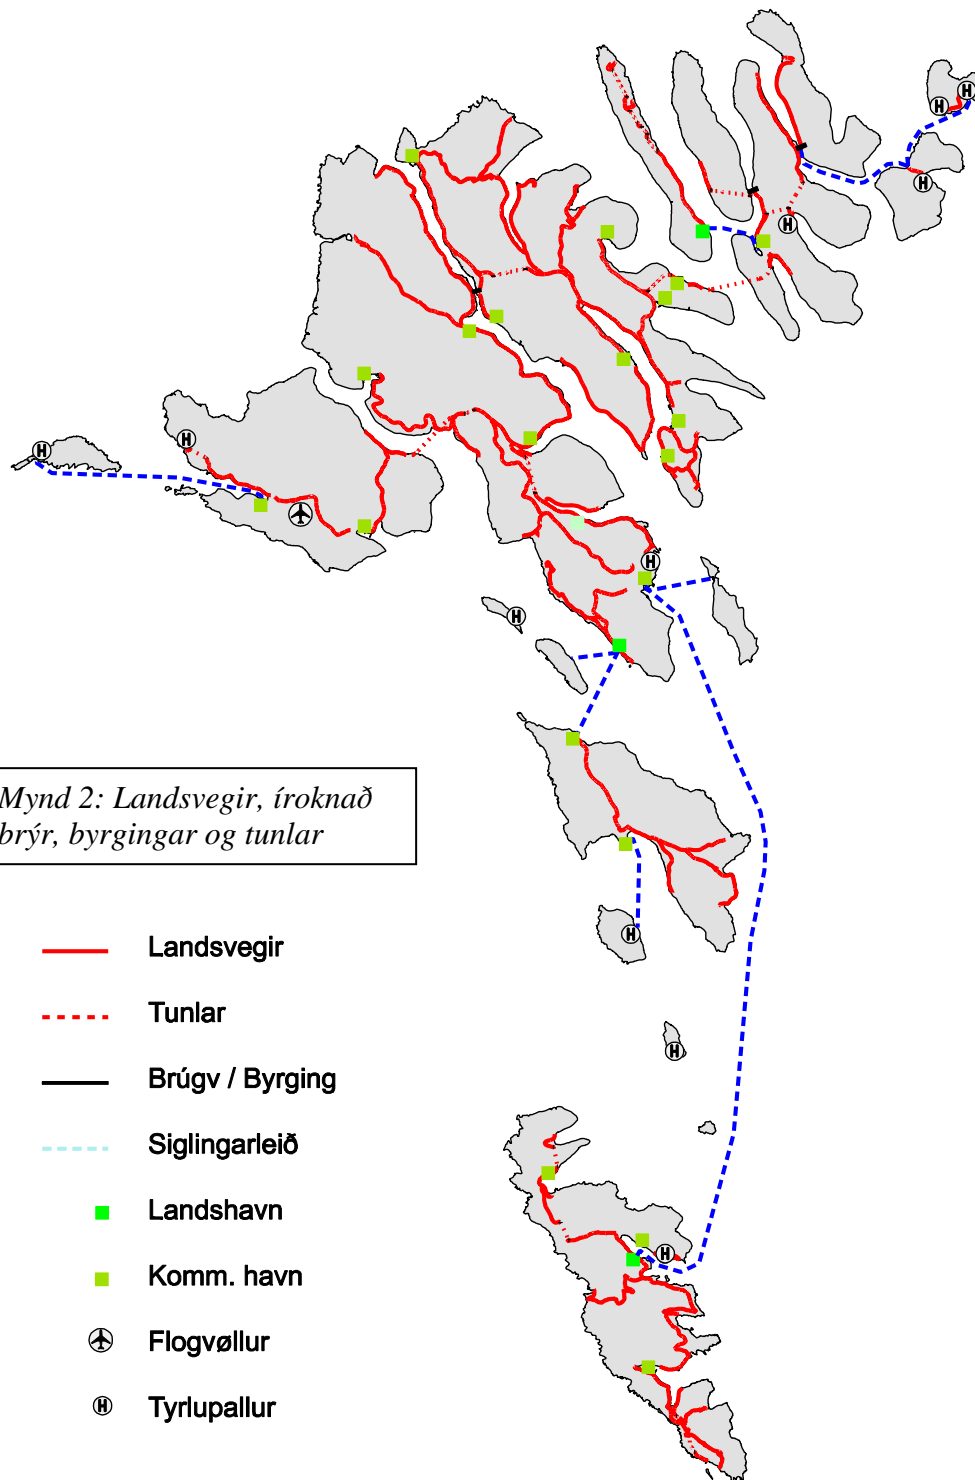 Mynd 2: Landsvegir, íroknað
brýr, byrgingar og tunlar
Landsvegir
Tunlar
Brúgv / Byrging
Siglingarleið
Landshavn
Komm. havn
Flogvøllur
H Tyrlupallur
H
H
H
H
H
H
H
H
H
H
H